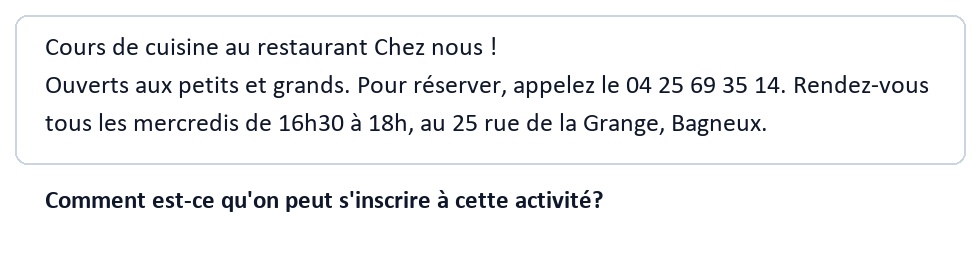 Cours de cuisine au restaurant Chez nous !
Ouverts aux petits et grands. Pour réserver, appelez le 04 25 69 35 14. Rendez-vous
tous les mercredis de 16h30 à 18h, au 25 rue de la Grange, Bagneux.
Comment est-ce qu'on peut s'inscrire à cette activité?